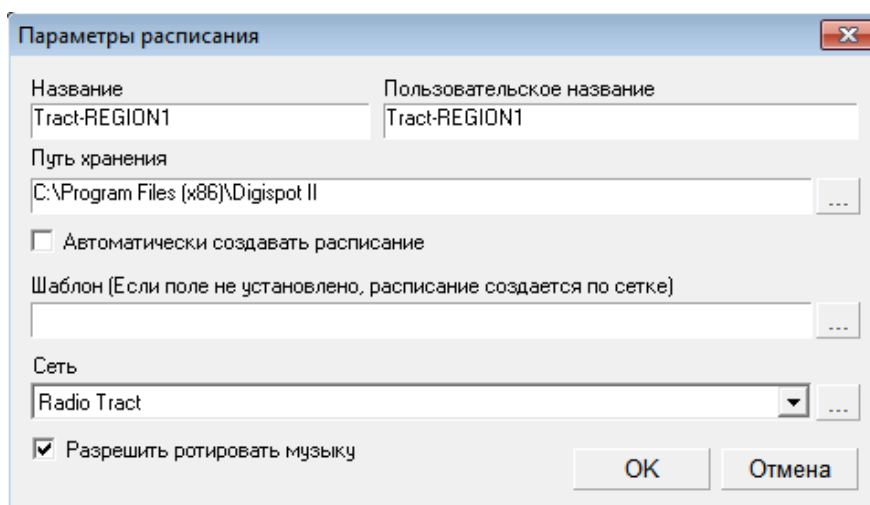 Параметры расписания
Название Пользовательское название
Tract-REGION1 Tract-REGION1
Путь хранения
C:\Program Files (x86)\Digispot II
...
Автоматически создавать расписание
Шаблон (Если поле не установлено, расписание создается по сетке)
...
Сеть
Radio Tract
...
Разрешить ротировать музыку
OK Отмена